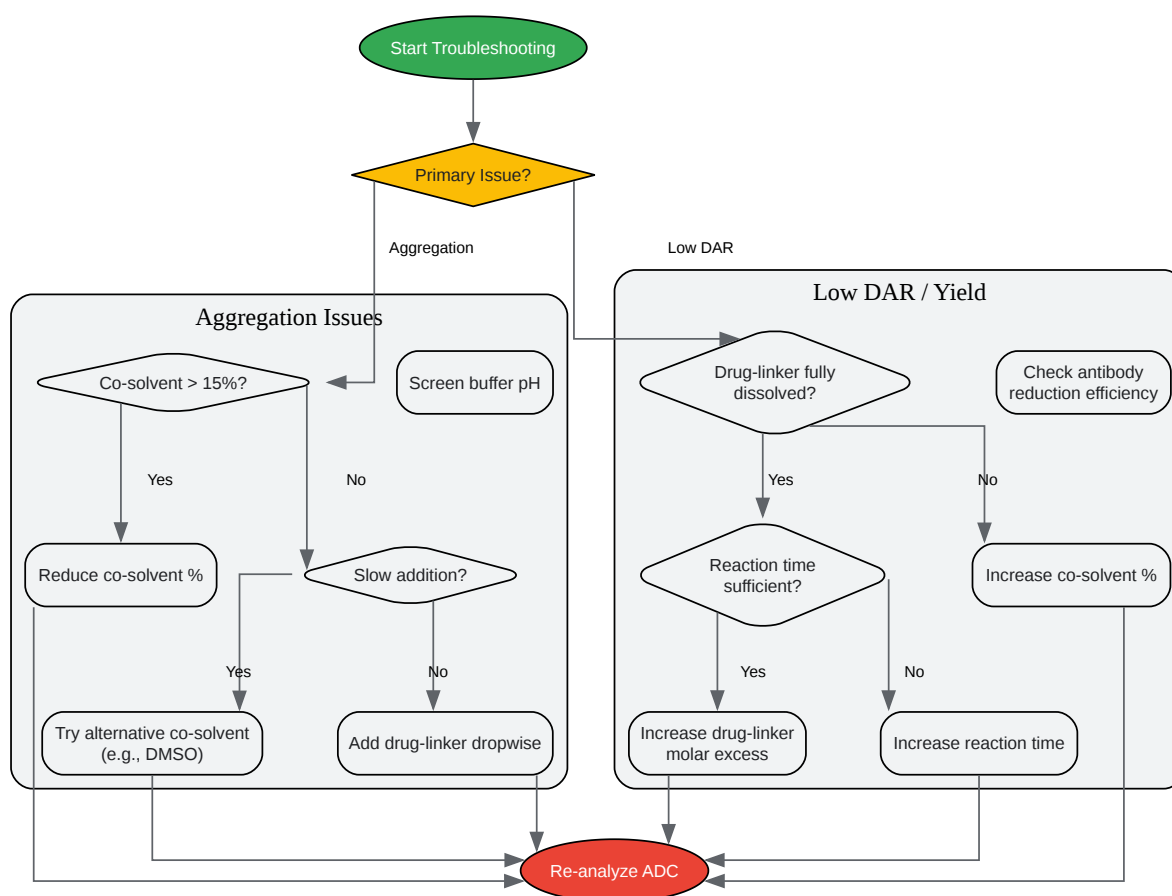 Start Troubleshooting
Primary Issue?
Aggregation
Low DAR
Aggregation Issues
Co-solvent > 15%?
Screen buffer pH
Yes
No
Reduce co-solvent %
Slow addition?
Yes
No
Try alternative co-solvent
(e.g., DMSO)
Add drug-linker dropwise
Low DAR / Yield
Drug-linker fully
dissolved?
Check antibody
reduction efficiency
Yes
No
Reaction time
sufficient?
Increase co-solvent %
Yes
No
Increase drug-linker
molar excess
Increase reaction time
Re-analyze ADC